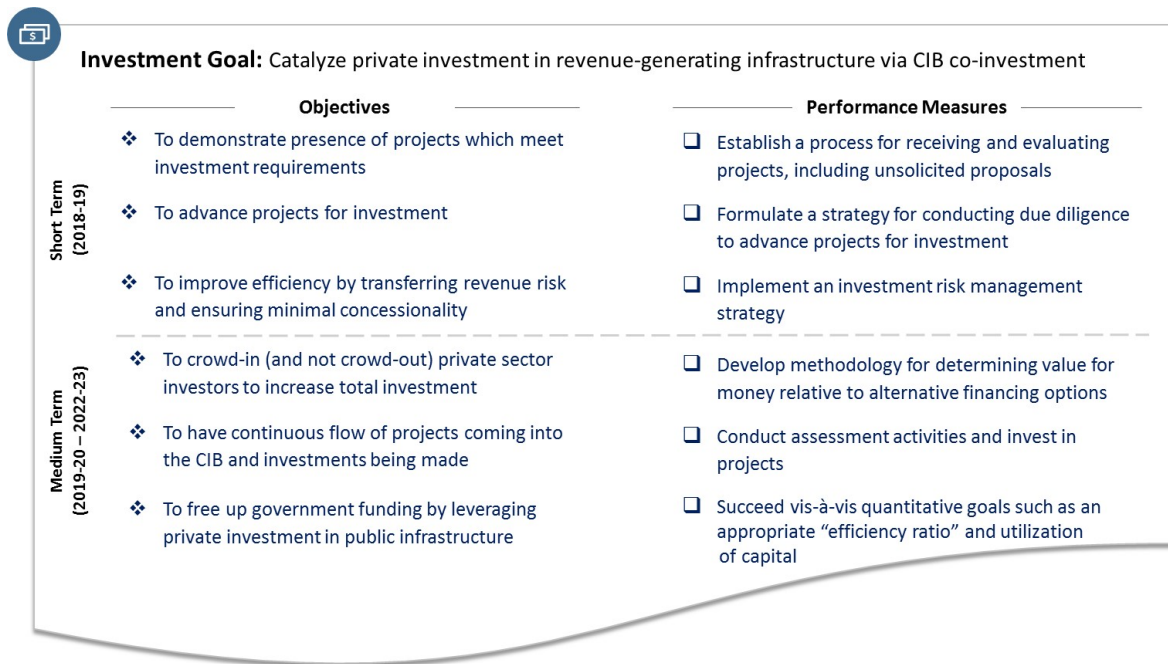 $
Investment Goal: Catalyze private investment in revenue-generating infrastructure via CIB co-investment
Objectives
Performance Measures
Short Term
(2018-19)
To demonstrate presence of projects which meet
investment requirements
To advance projects for investment
To improve efficiency by transferring revenue risk
and ensuring minimal concessionality
Establish a process for receiving and evaluating
projects, including unsolicited proposals
Formulate a strategy for conducting due diligence
to advance projects for investment
Implement an investment risk management
strategy
Medium Term
(2019-20 – 2022-23)
To crowd-in (and not crowd-out) private sector
investors to increase total investment
To have continuous flow of projects coming into
the CIB and investments being made
To free up government funding by leveraging
private investment in public infrastructure
Develop methodology for determining value for
money relative to alternative financing options
Conduct assessment activities and invest in
projects
Succeed vis-à-vis quantitative goals such as an
appropriate “efficiency ratio” and utilization
of capital